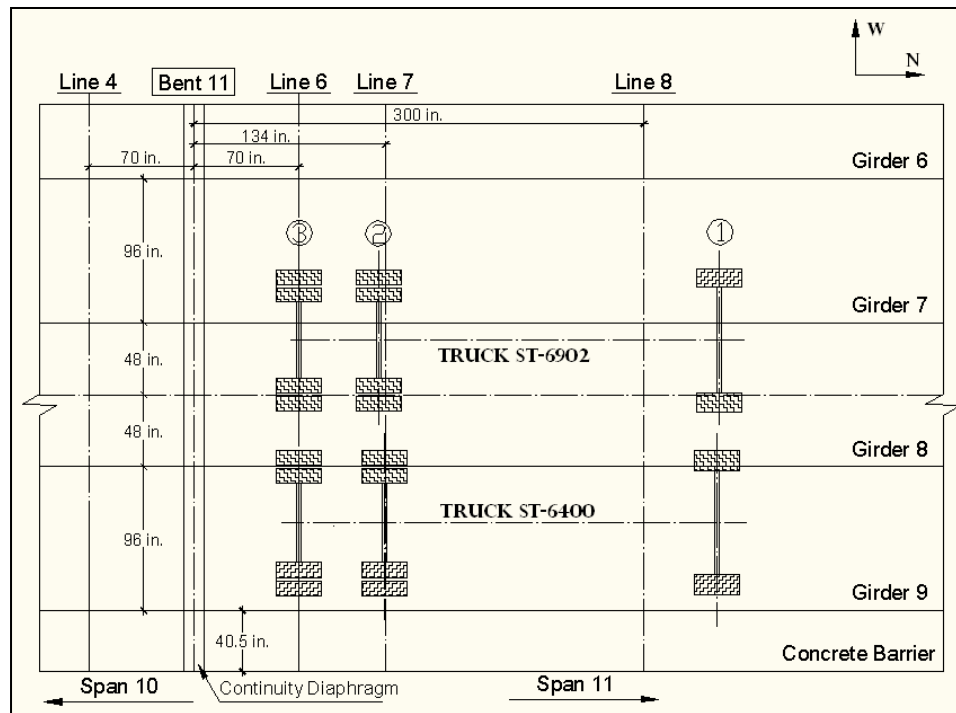 W
N
Line 4
Bent 11
Line 6
Line 7
Line 8
300 in.
134 in.
70 in.
70 in.
Girder 6
96 in.
3
2
1
Girder 7
48 in.
TRUCK ST-6902
48 in.
Girder 8
TRUCK ST-6400
96 in.
Girder 9
40.5 in.
Concrete Barrier
Span 10
Continuity Diaphragm
Span 11